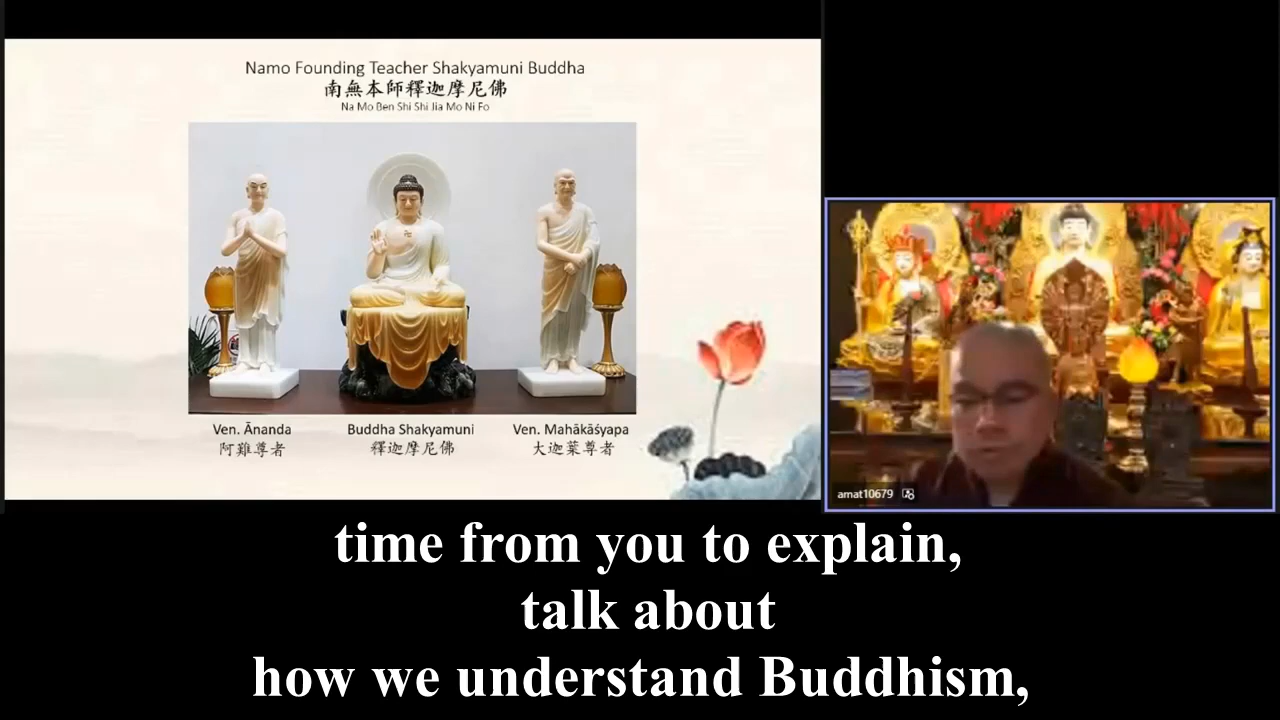 Namo Founding Teacher Shakyamuni Buddha
南無本師釋迦摩尼佛
Na Mo Ben Shi Shi Jia Mo Ni Fo
Ven. Ānanda
阿難尊者
Buddha Shakyamuni
釋迦摩尼佛
Ven. Mahākāśyapa
大迦葉尊者
amat10679
time from you to explain,
talk about
how we understand Buddhism,